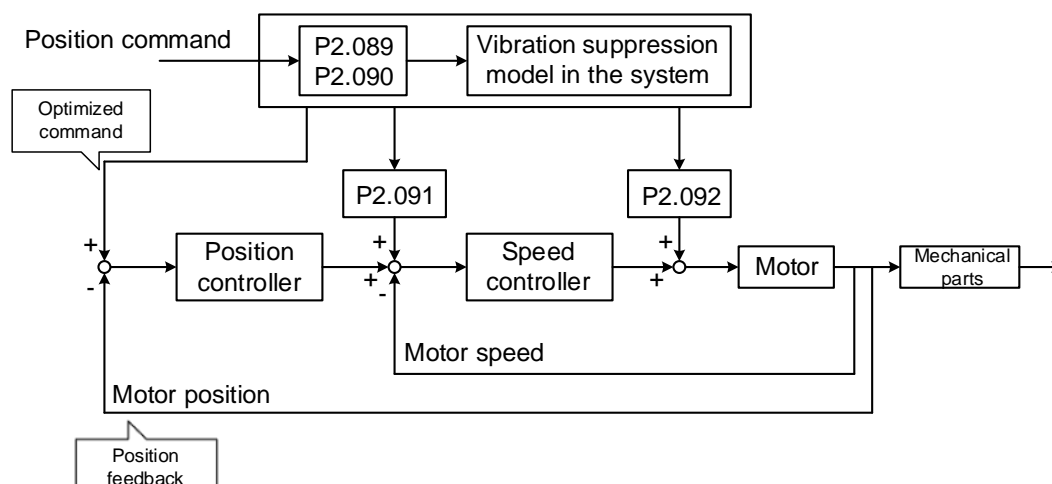 Position command
P2.089
P2.090
Vibration suppression
model in the system
Optimized
command
P2.091
P2.092
+
Position
controller
-
+
+
-
Speed
controller
+
+
Motor
Mechanical
parts
Motor speed
Motor position
Position
feedback